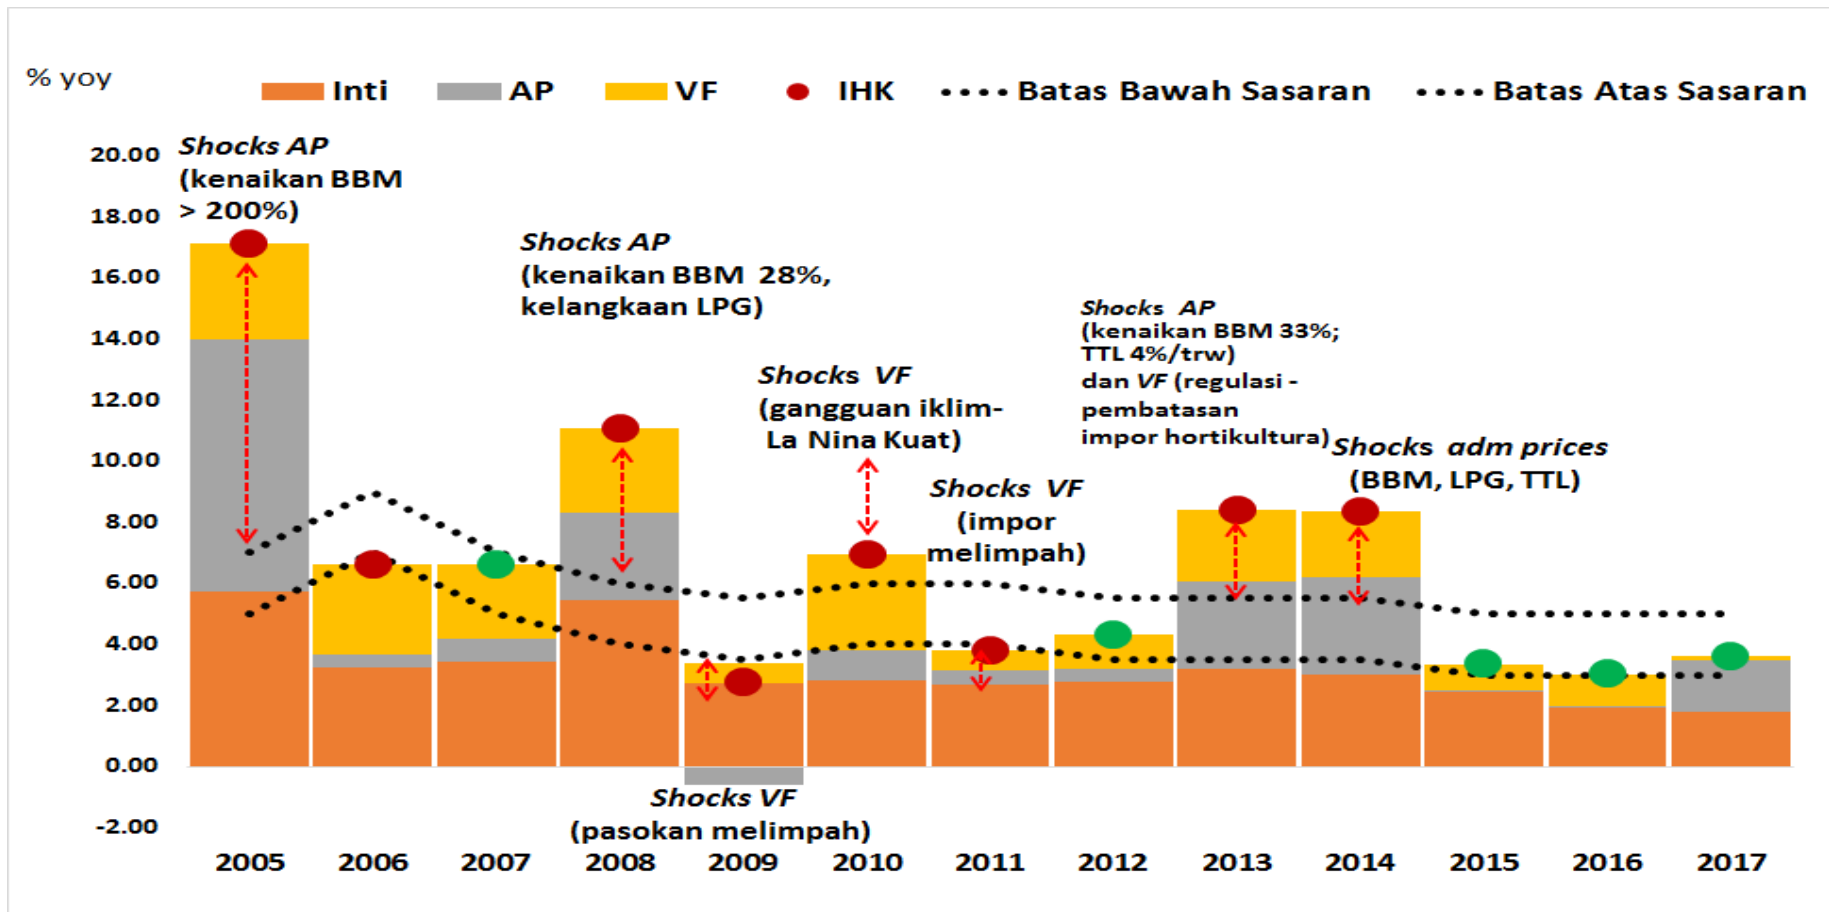 % yoy
Inti AP VF IHK Batas Bawah Sasaran Batas Atas Sasaran
20.00
18.00
16.00
14.00
12.00
10.00
8.00
6.00
4.00
2.00
0.00
-2.00
Shocks AP
(kenaikan BBM
> 200%)
Shocks AP
(kenaikan BBM 28%,
kelangkaan LPG)
Shocks VF
(gangguan iklim-
La Nina Kuat)
Shocks VF
(impor
melimpah)
Shocks AP
(kenaikan BBM 33%;
TTL 4%/trw)
dan VF (regulasi -
pembatasan
impor hortikultura)
Shocks adm prices
(BBM, LPG, TTL)
Shocks VF
(pasokan melimpah)
2005 2006 2007 2008 2009 2010 2011 2012 2013 2014 2015 2016 2017